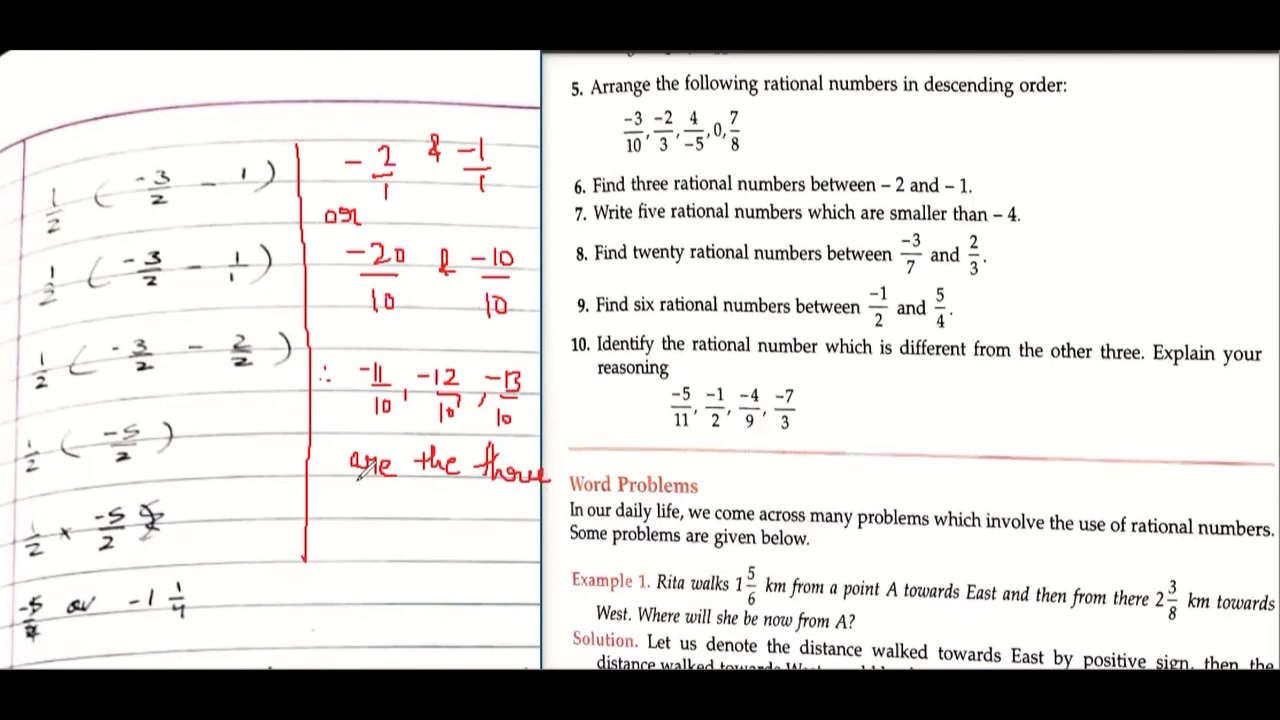 1/2 ( -3/2 - 1 )
1/2 ( -3/2 - 1/1 )
1/2 ( -3/2 - 2/2 )
1/2 ( -5/2 )
1/2 × -5/2
-5/4 or -1 1/4
- 2/1 & -1/1
or
-20/10 & -10/10
∴ -11/10, -12/10, -13/10
are the three
5. Arrange the following rational numbers in descending order:
-3/10, -2/3, 4/-5, 0, 7/8
6. Find three rational numbers between – 2 and – 1.
7. Write five rational numbers which are smaller than – 4.
8. Find twenty rational numbers between -3/7 and 2/3.
9. Find six rational numbers between -1/2 and 5/4.
10. Identify the rational number which is different from the other three. Explain your
reasoning
-5/11, -1/2, -4/9, -7/3
Word Problems
In our daily life, we come across many problems which involve the use of rational numbers.
Some problems are given below.
Example 1. Rita walks 1 5/6 km from a point A towards East and then from there 2 3/8 km towards
West. Where will she be now from A?
Solution. Let us denote the distance walked towards East by positive sign, then the
distance walked towards